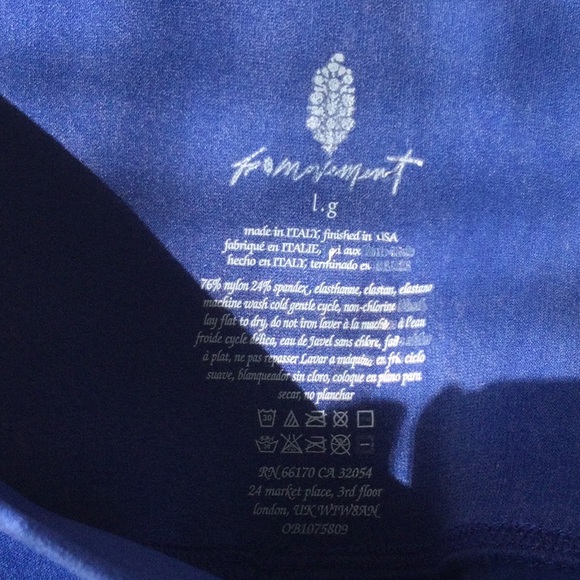 fp movement
l.g
made in ITALY, finished in USA
fabriqué en ITALIE, aux
hecho en ITALY, terminado en
76% nylon 24% spandex, elasthanne, elastan, elastano
machine wash cold gentle cycle, non-chlorine
lay flat to dry, do not iron laver à la machine à l'eau
froide cycle délica, eau de Javel sans chlore,
à plat, ne pas repasser Lavar a máquina en fría ciclo
suave, blanqueador sin cloro, coloque en plano para
secar, no planchar
30
RN 66170 CA 32054
24 market place, 3rd floor
london, UK WTW8AN
OB1075809